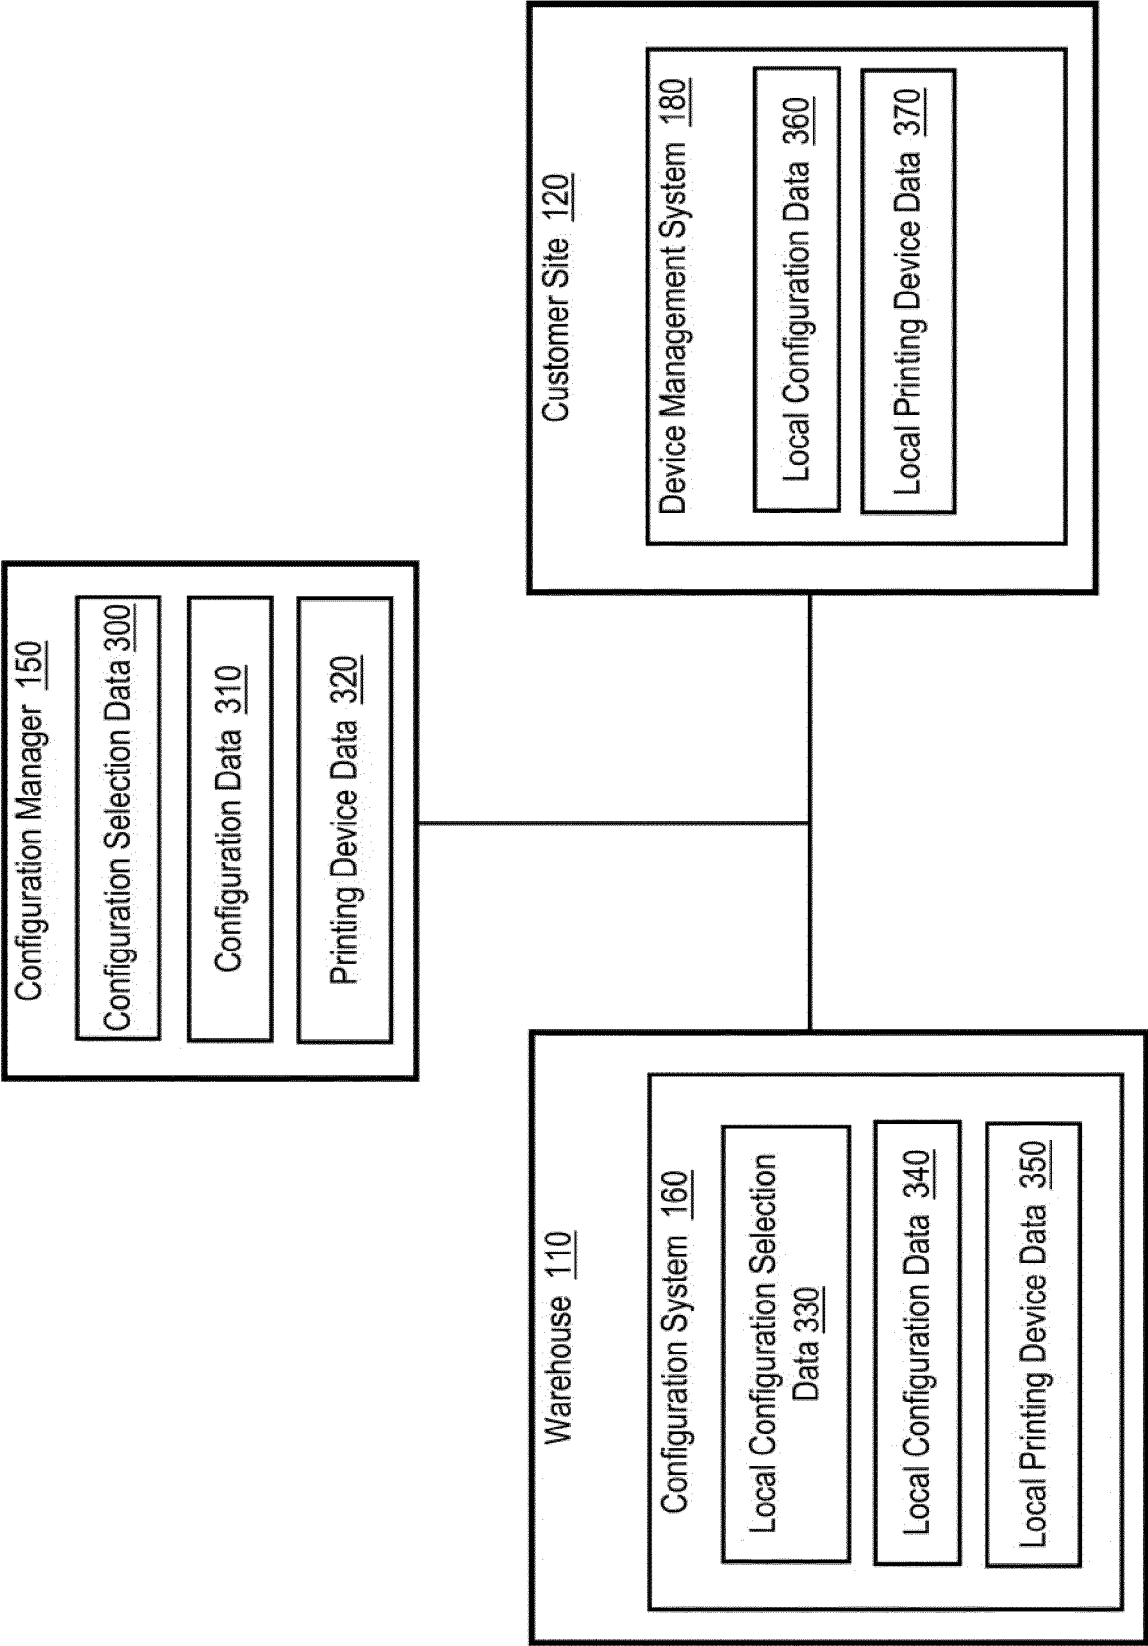 Configuration Manager 150
Configuration Selection Data 300
Configuration Data 310
Printing Device Data 320
Warehouse 110
Configuration System 160
Local Configuration Selection
Data 330
Local Configuration Data 340
Local Printing Device Data 350
Customer Site 120
Device Management System 180
Local Configuration Data 360
Local Printing Device Data 370